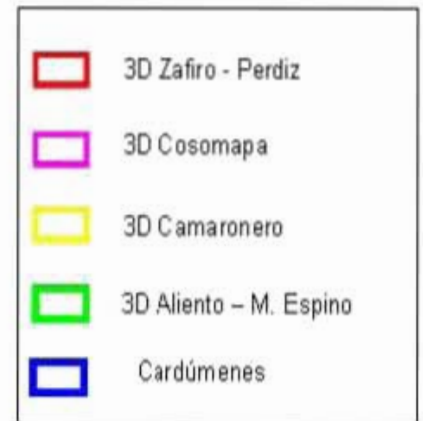 3D Zafiro - Perdiz
3D Cosomapa
3D Camaronero
3D Aliento – M. Espino
Cardúmenes